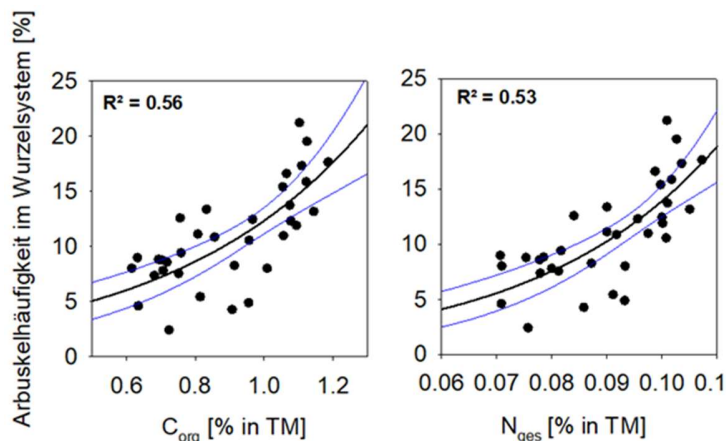 Arbuskelhäufigkeit im Wurzelsystem [%]
25
20
15
10
5
0
R² = 0.56
0.6 0.8 1.0 1.2
C_org [% in TM]
25
20
15
10
5
0
R² = 0.53
0.06 0.07 0.08 0.09 0.10 0.11
N_ges [% in TM]